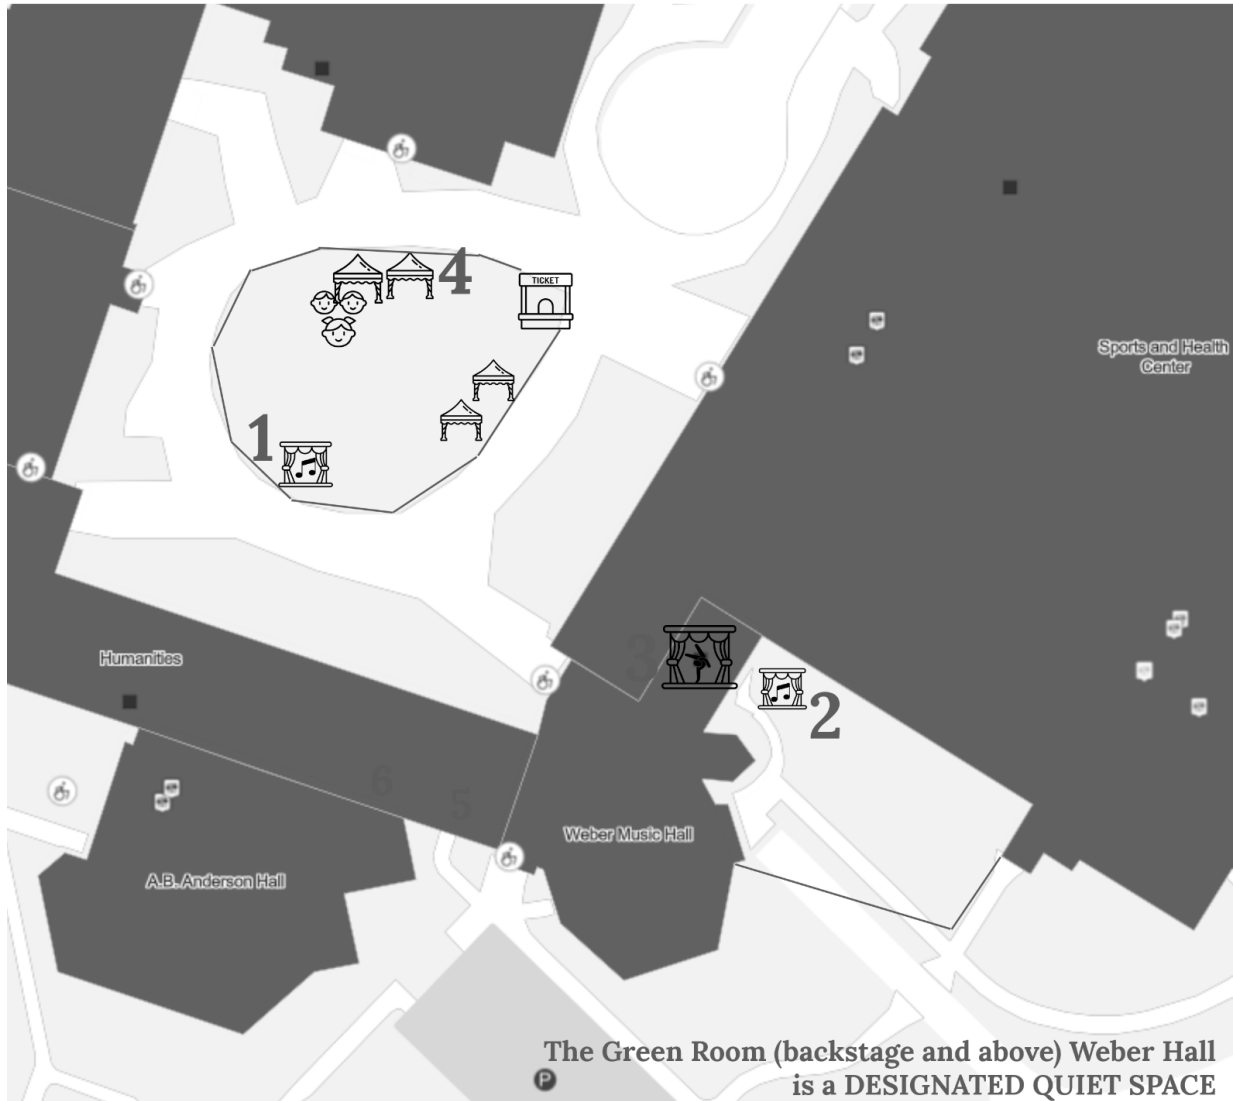 4
TICKET
Sports and Health
Center
1
3
Humanities
2
6
5
Weber Music Hall
A.B. Anderson Hall
The Green Room (backstage and above) Weber Hall
P
is a DESIGNATED QUIET SPACE